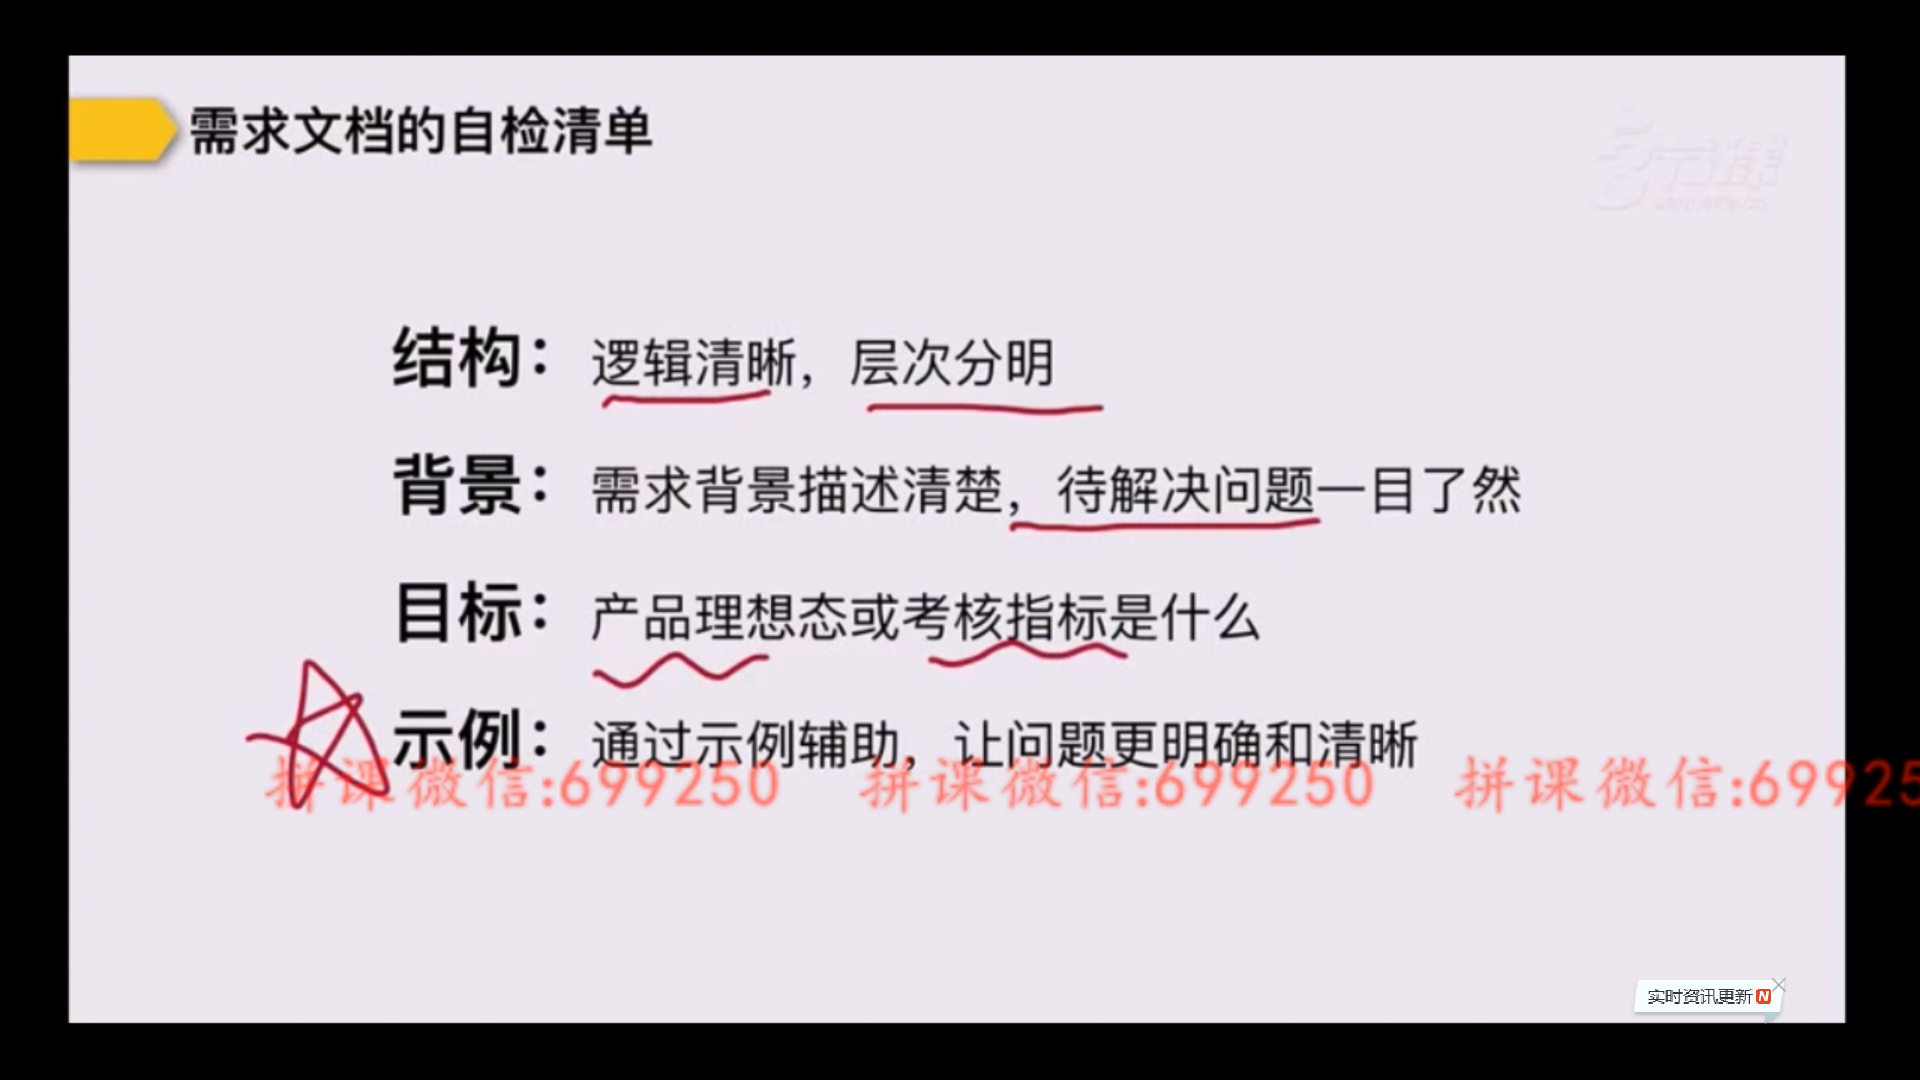 需求文档的自检清单
三节课
结构：逻辑清晰，层次分明
背景：需求背景描述清楚，待解决问题一目了然
目标：产品理想态或考核指标是什么
示例：通过示例辅助，让问题更明确和清晰
拼课微信:699250 拼课微信:699250 拼课微信:69925
实时资讯更新N